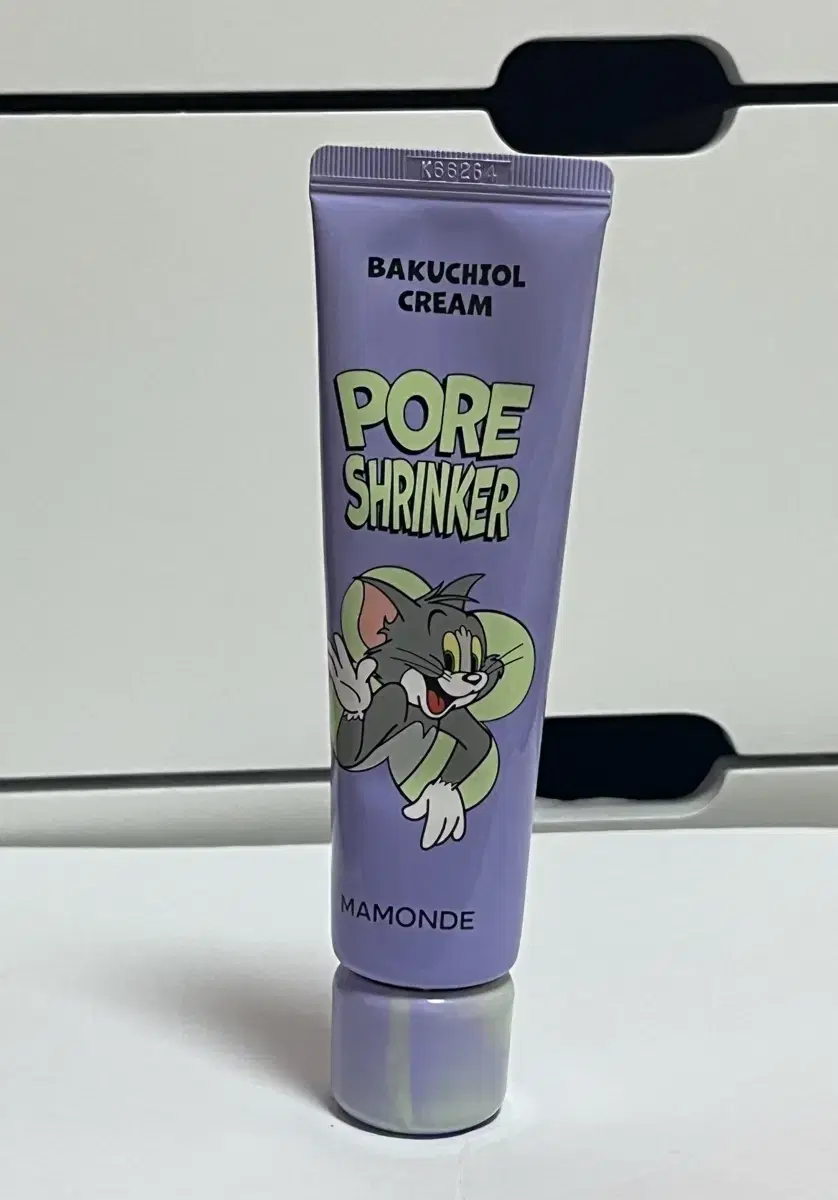 K66264
BAKUCHIOL
CREAM
PORE
SHRINKER
MAMONDE